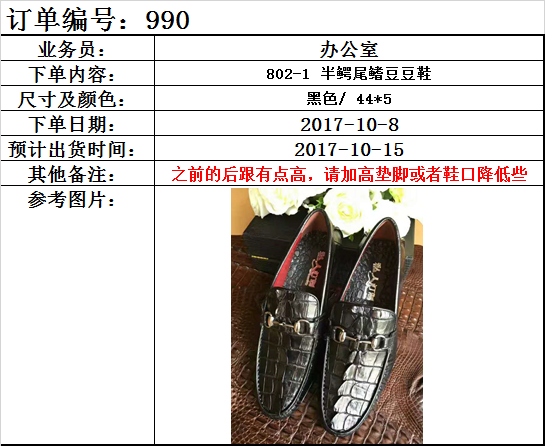 订单编号：990
业务员： 办公室
下单内容： 802-1 半鳄尾鳍豆豆鞋
尺寸及颜色： 黑色/ 44*5
下单日期： 2017-10-8
预计出货时间： 2017-10-15
其他备注： 之前的后跟有点高，请加高垫脚或者鞋口降低些
参考图片：